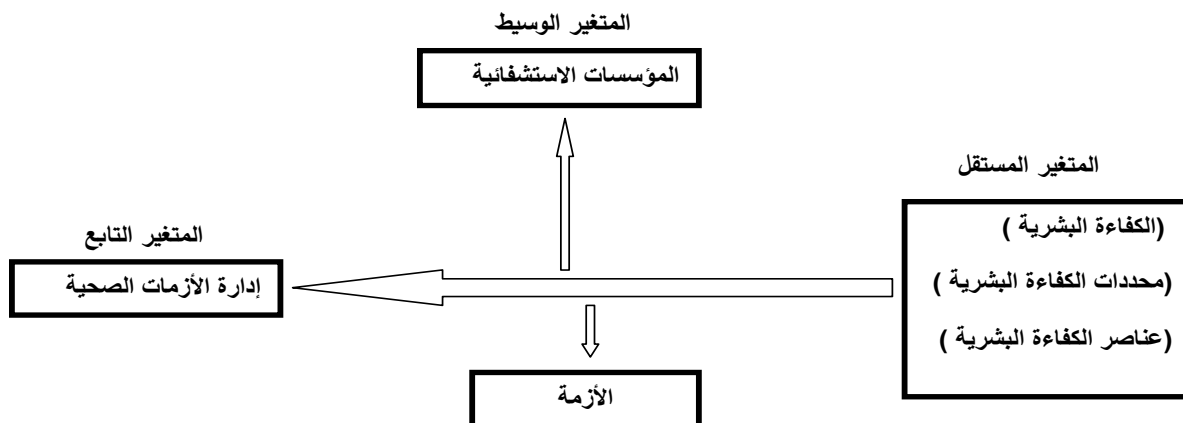 المتغير الوسيط
المؤسسات الاستشفائية
المتغير المستقل
(الكفاءة البشرية )
(محددات الكفاءة البشرية )
(عناصر الكفاءة البشرية )
المتغير التابع
إدارة الأزمات الصحية
الأزمة